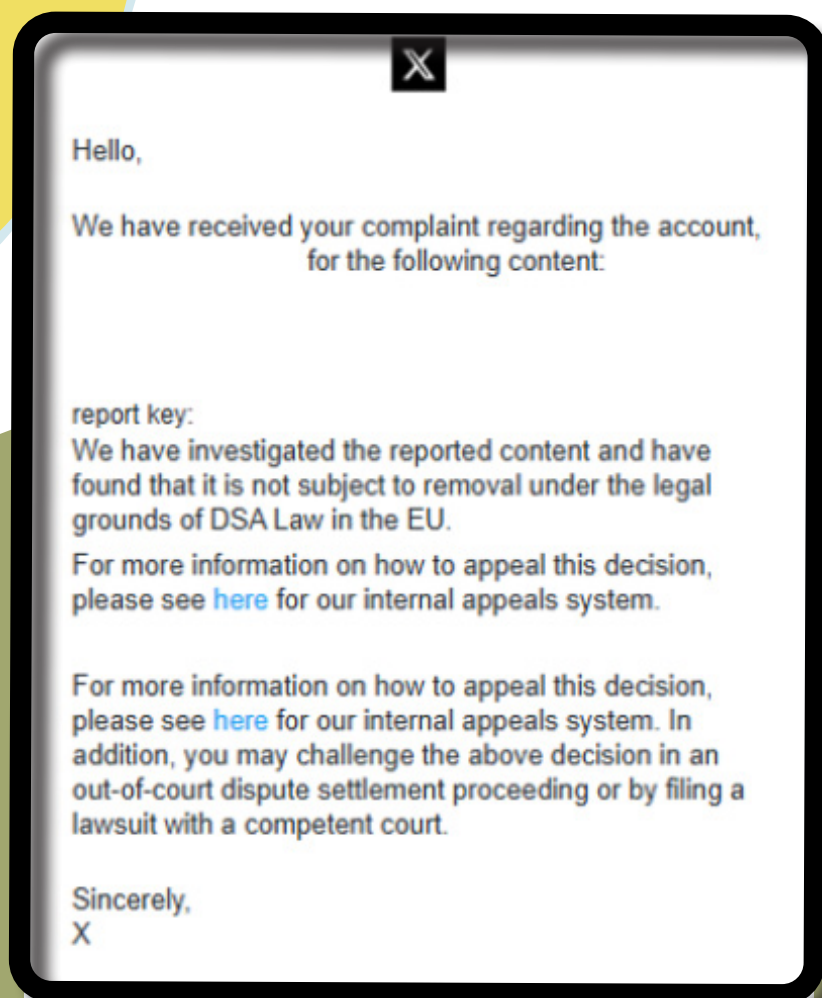 X
Hello,
We have received your complaint regarding the account,
for the following content:
report key:
We have investigated the reported content and have
found that it is not subject to removal under the legal
grounds of DSA Law in the EU.
For more information on how to appeal this decision,
please see here for our internal appeals system.
For more information on how to appeal this decision,
please see here for our internal appeals system. In
addition, you may challenge the above decision in an
out-of-court dispute settlement proceeding or by filing a
lawsuit with a competent court.
Sincerely,
X